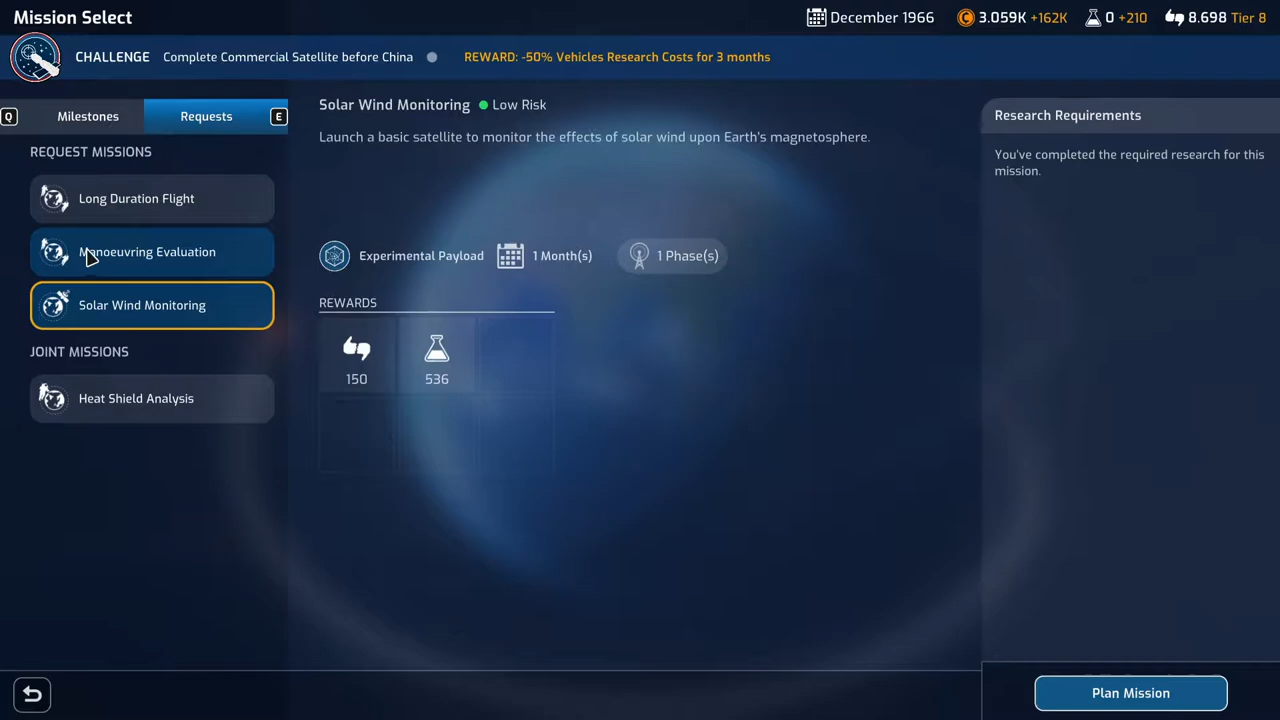 Mission Select
December 1966
3.059K +162K
0 +210
8.698 Tier 8
CHALLENGE
Complete Commercial Satellite before China
REWARD: -50% Vehicles Research Costs for 3 months
Q
Milestones
Requests
E
REQUEST MISSIONS
Long Duration Flight
Manoeuvring Evaluation
Solar Wind Monitoring
JOINT MISSIONS
Heat Shield Analysis
Solar Wind Monitoring
Low Risk
Launch a basic satellite to monitor the effects of solar wind upon Earth's magnetosphere.
Experimental Payload
1 Month(s)
1 Phase(s)
REWARDS
150
536
Research Requirements
You've completed the required research for this
mission.
Plan Mission